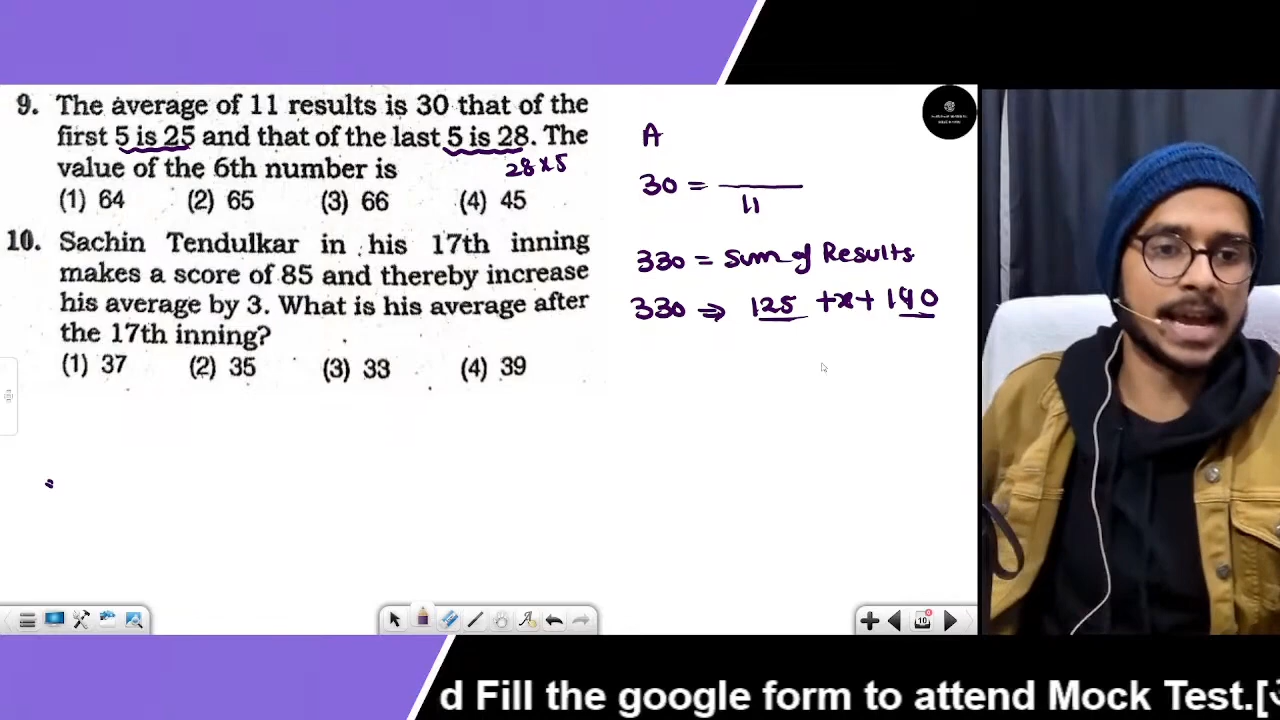 9. The average of 11 results is 30 that of the
first 5 is 25 and that of the last 5 is 28. The
value of the 6th number is
28x5
(1) 64 (2) 65 (3) 66 (4) 45
10. Sachin Tendulkar in his 17th inning
makes a score of 85 and thereby increase
his average by 3. What is his average after
the 17th inning?
(1) 37 (2) 35 (3) 33 (4) 39
A
30 = ―
11
330 = Sum of Results
330 ⇒ 125 +x+ 140
10
d Fill the google form to attend Mock Test.[